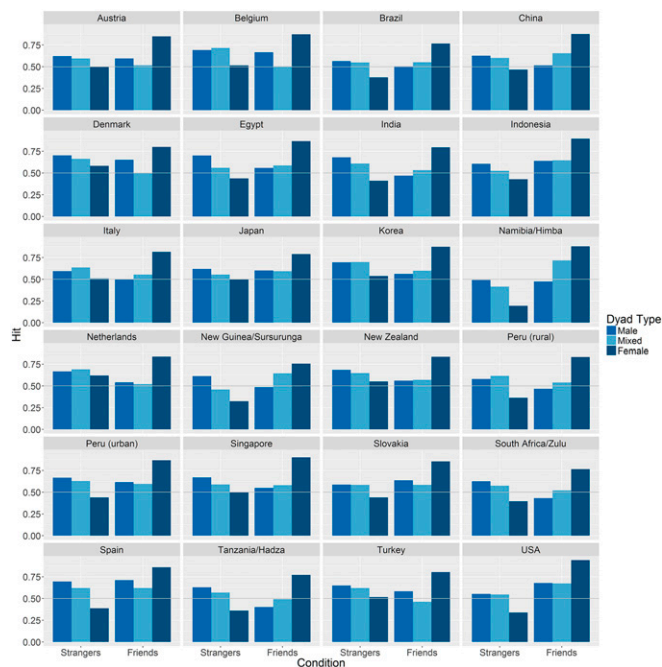 Austria Belgium Brazil China
0.75
0.50
0.25
0.00
Denmark Egypt India Indonesia
0.75
0.50
0.25
0.00
Italy Japan Korea Namibia/Himba
0.75
0.50
0.25
0.00
Hit
Netherlands New Guinea/Sursurunga New Zealand Peru (rural)
0.75
0.50
0.25
0.00
Peru (urban) Singapore Slovakia South Africa/Zulu
0.75
0.50
0.25
0.00
Spain Tanzania/Hadza Turkey USA
0.75
0.50
0.25
0.00
Strangers Friends Strangers Friends Strangers Friends Strangers Friends
Condition
Dyad Type
Male
Mixed
Female